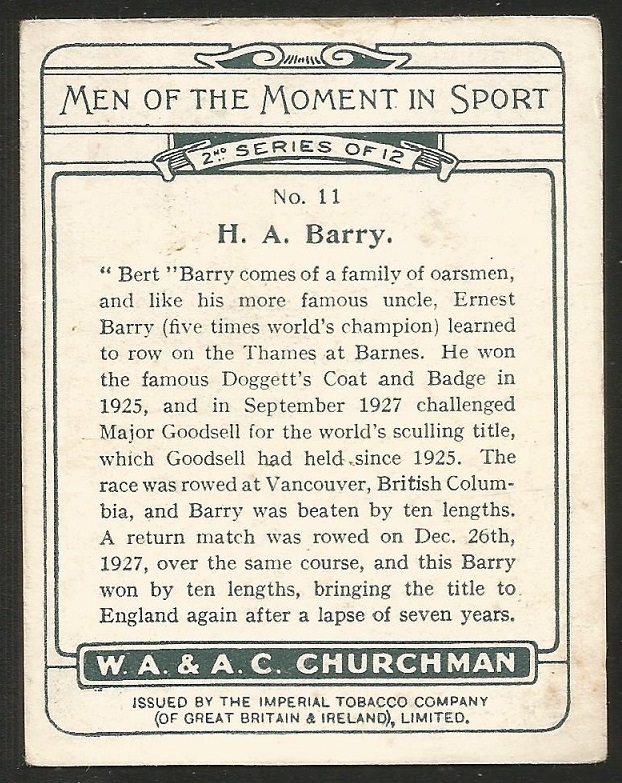 MEN OF THE MOMENT IN SPORT
2ND SERIES OF 12
No. 11
H. A. Barry.
“ Bert ”Barry comes of a family of oarsmen,
and like his more famous uncle, Ernest
Barry (five times world's champion) learned
to row on the Thames at Barnes. He won
the famous Doggett's Coat and Badge in
1925, and in September 1927 challenged
Major Goodsell for the world's sculling title,
which Goodsell had held since 1925. The
race was rowed at Vancouver, British Colum-
bia, and Barry was beaten by ten lengths.
A return match was rowed on Dec. 26th,
1927, over the same course, and this Barry
won by ten lengths, bringing the title to
England again after a lapse of seven years.
W. A. & A. C. CHURCHMAN
ISSUED BY THE IMPERIAL TOBACCO COMPANY
(OF GREAT BRITAIN & IRELAND), LIMITED.